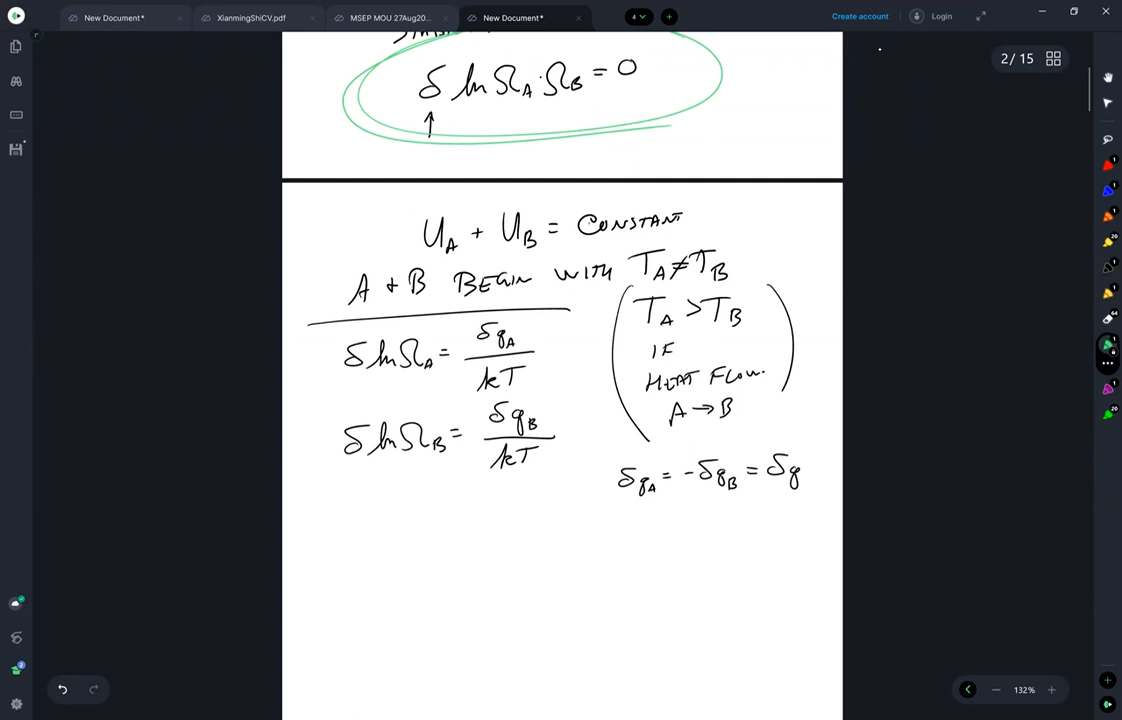 New Document*
XianmingShiCV.pdf
MSEP MOU 27Aug20...
New Document*
4
Create account
Login
2/ 15
δ ln Ω_A · Ω_B = 0
U_A + U_B = CONSTANT
A + B BEGIN WITH T_A ≠ T_B
T_A > T_B
IF
HEAT FLOW.
A → B
δ ln Ω_A = δq_A / kT
δ ln Ω_B = δq_B / kT
δq_A = -δq_B = δq
132%